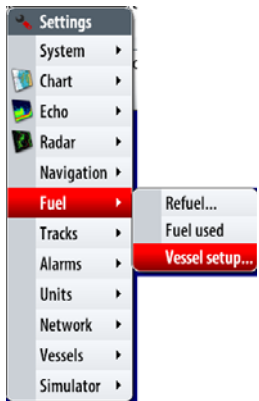 Settings
System
Chart
Echo
Radar
Navigation
Fuel
Refuel...
Tracks
Fuel used
Alarms
Vessel setup...
Units
Network
Vessels
Simulator